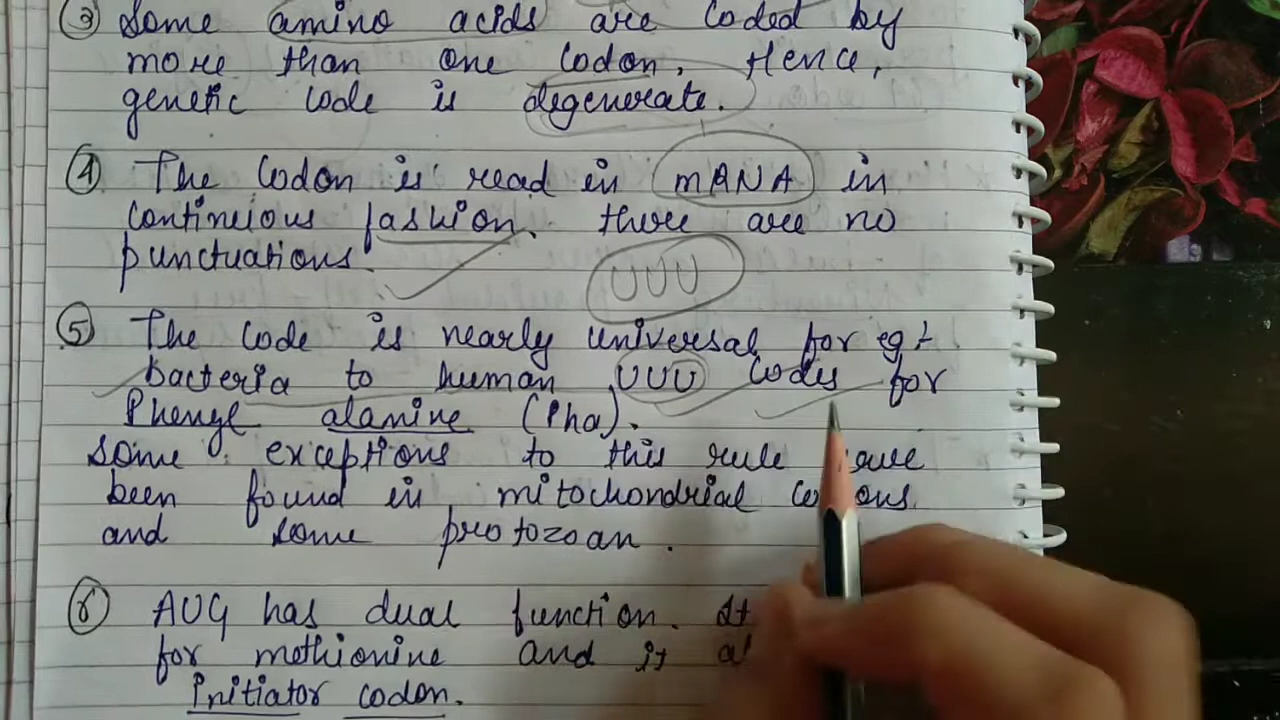 ③ Some amino acids are coded by
more than one codon. Hence,
genetic code is degenerate.
④ The codon is read in mRNA in
continious fashion. there are no
punctuations.
UUU
⑤ The code is nearly universal for eg:-
bacteria to human UUU codes for
Phenyl alanine (Pha).
some exceptions to this rule have
been found in mitochondrial
and some protozoan.
⑥ AUG has dual function. It
for methionine and it
initiator codon.